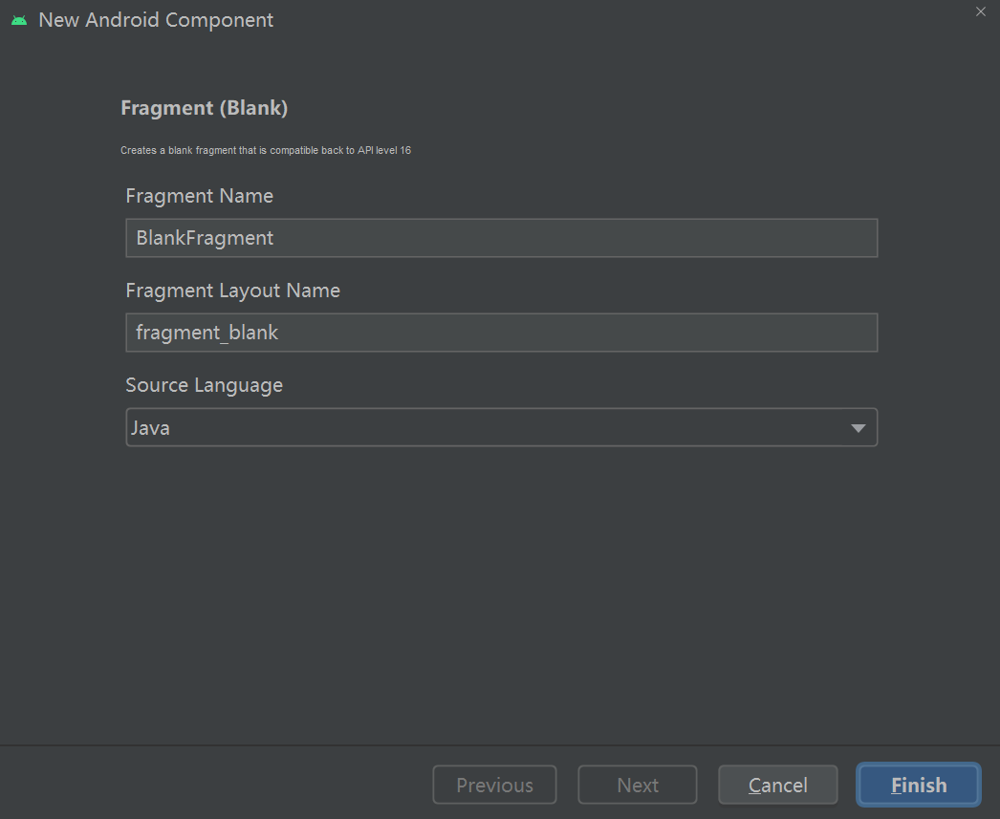 New Android Component
Fragment (Blank)
Creates a blank fragment that is compatible back to API level 16
Fragment Name
BlankFragment
Fragment Layout Name
fragment_blank
Source Language
Java
Previous
Next
Cancel
Finish